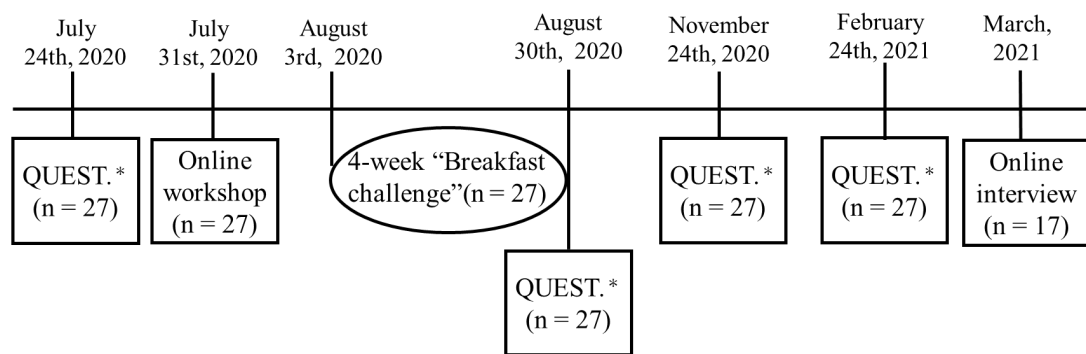 July
24th, 2020
July
31st, 2020
August
3rd, 2020
August
30th, 2020
November
24th, 2020
February
24th, 2021
March,
2021
QUEST. *
(n = 27)
Online
workshop
(n = 27)
4-week “Breakfast
challenge”(n = 27)
QUEST. *
(n = 27)
QUEST. *
(n = 27)
QUEST. *
(n = 27)
Online
interview
(n = 17)